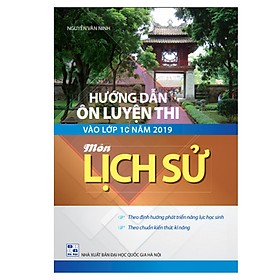 NGUYỄN VĂN NINH
HƯỚNG DẪN
ÔN LUYỆN THI
VÀO LỚP 10 NĂM 2019
Môn
LỊCH SỬ
Theo định hướng phát triển năng lực học sinh
Theo chuẩn kiến thức kĩ năng
NHÀ XUẤT BẢN ĐẠI HỌC QUỐC GIA HÀ NỘI